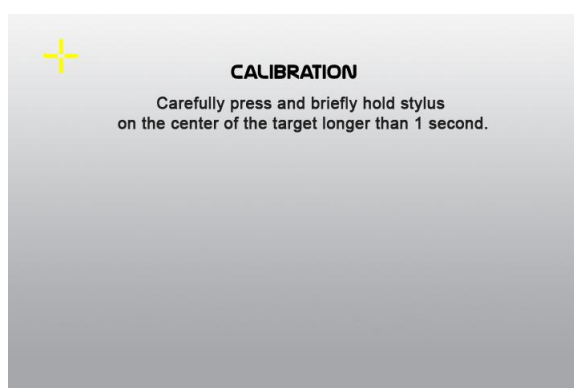 CALIBRATION
Carefully press and briefly hold stylus
on the center of the target longer than 1 second.